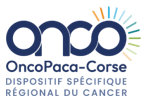 onco
OncoPaca-Corse
DISPOSITIF SPÉCIFIQUE
RÉGIONAL DU CANCER